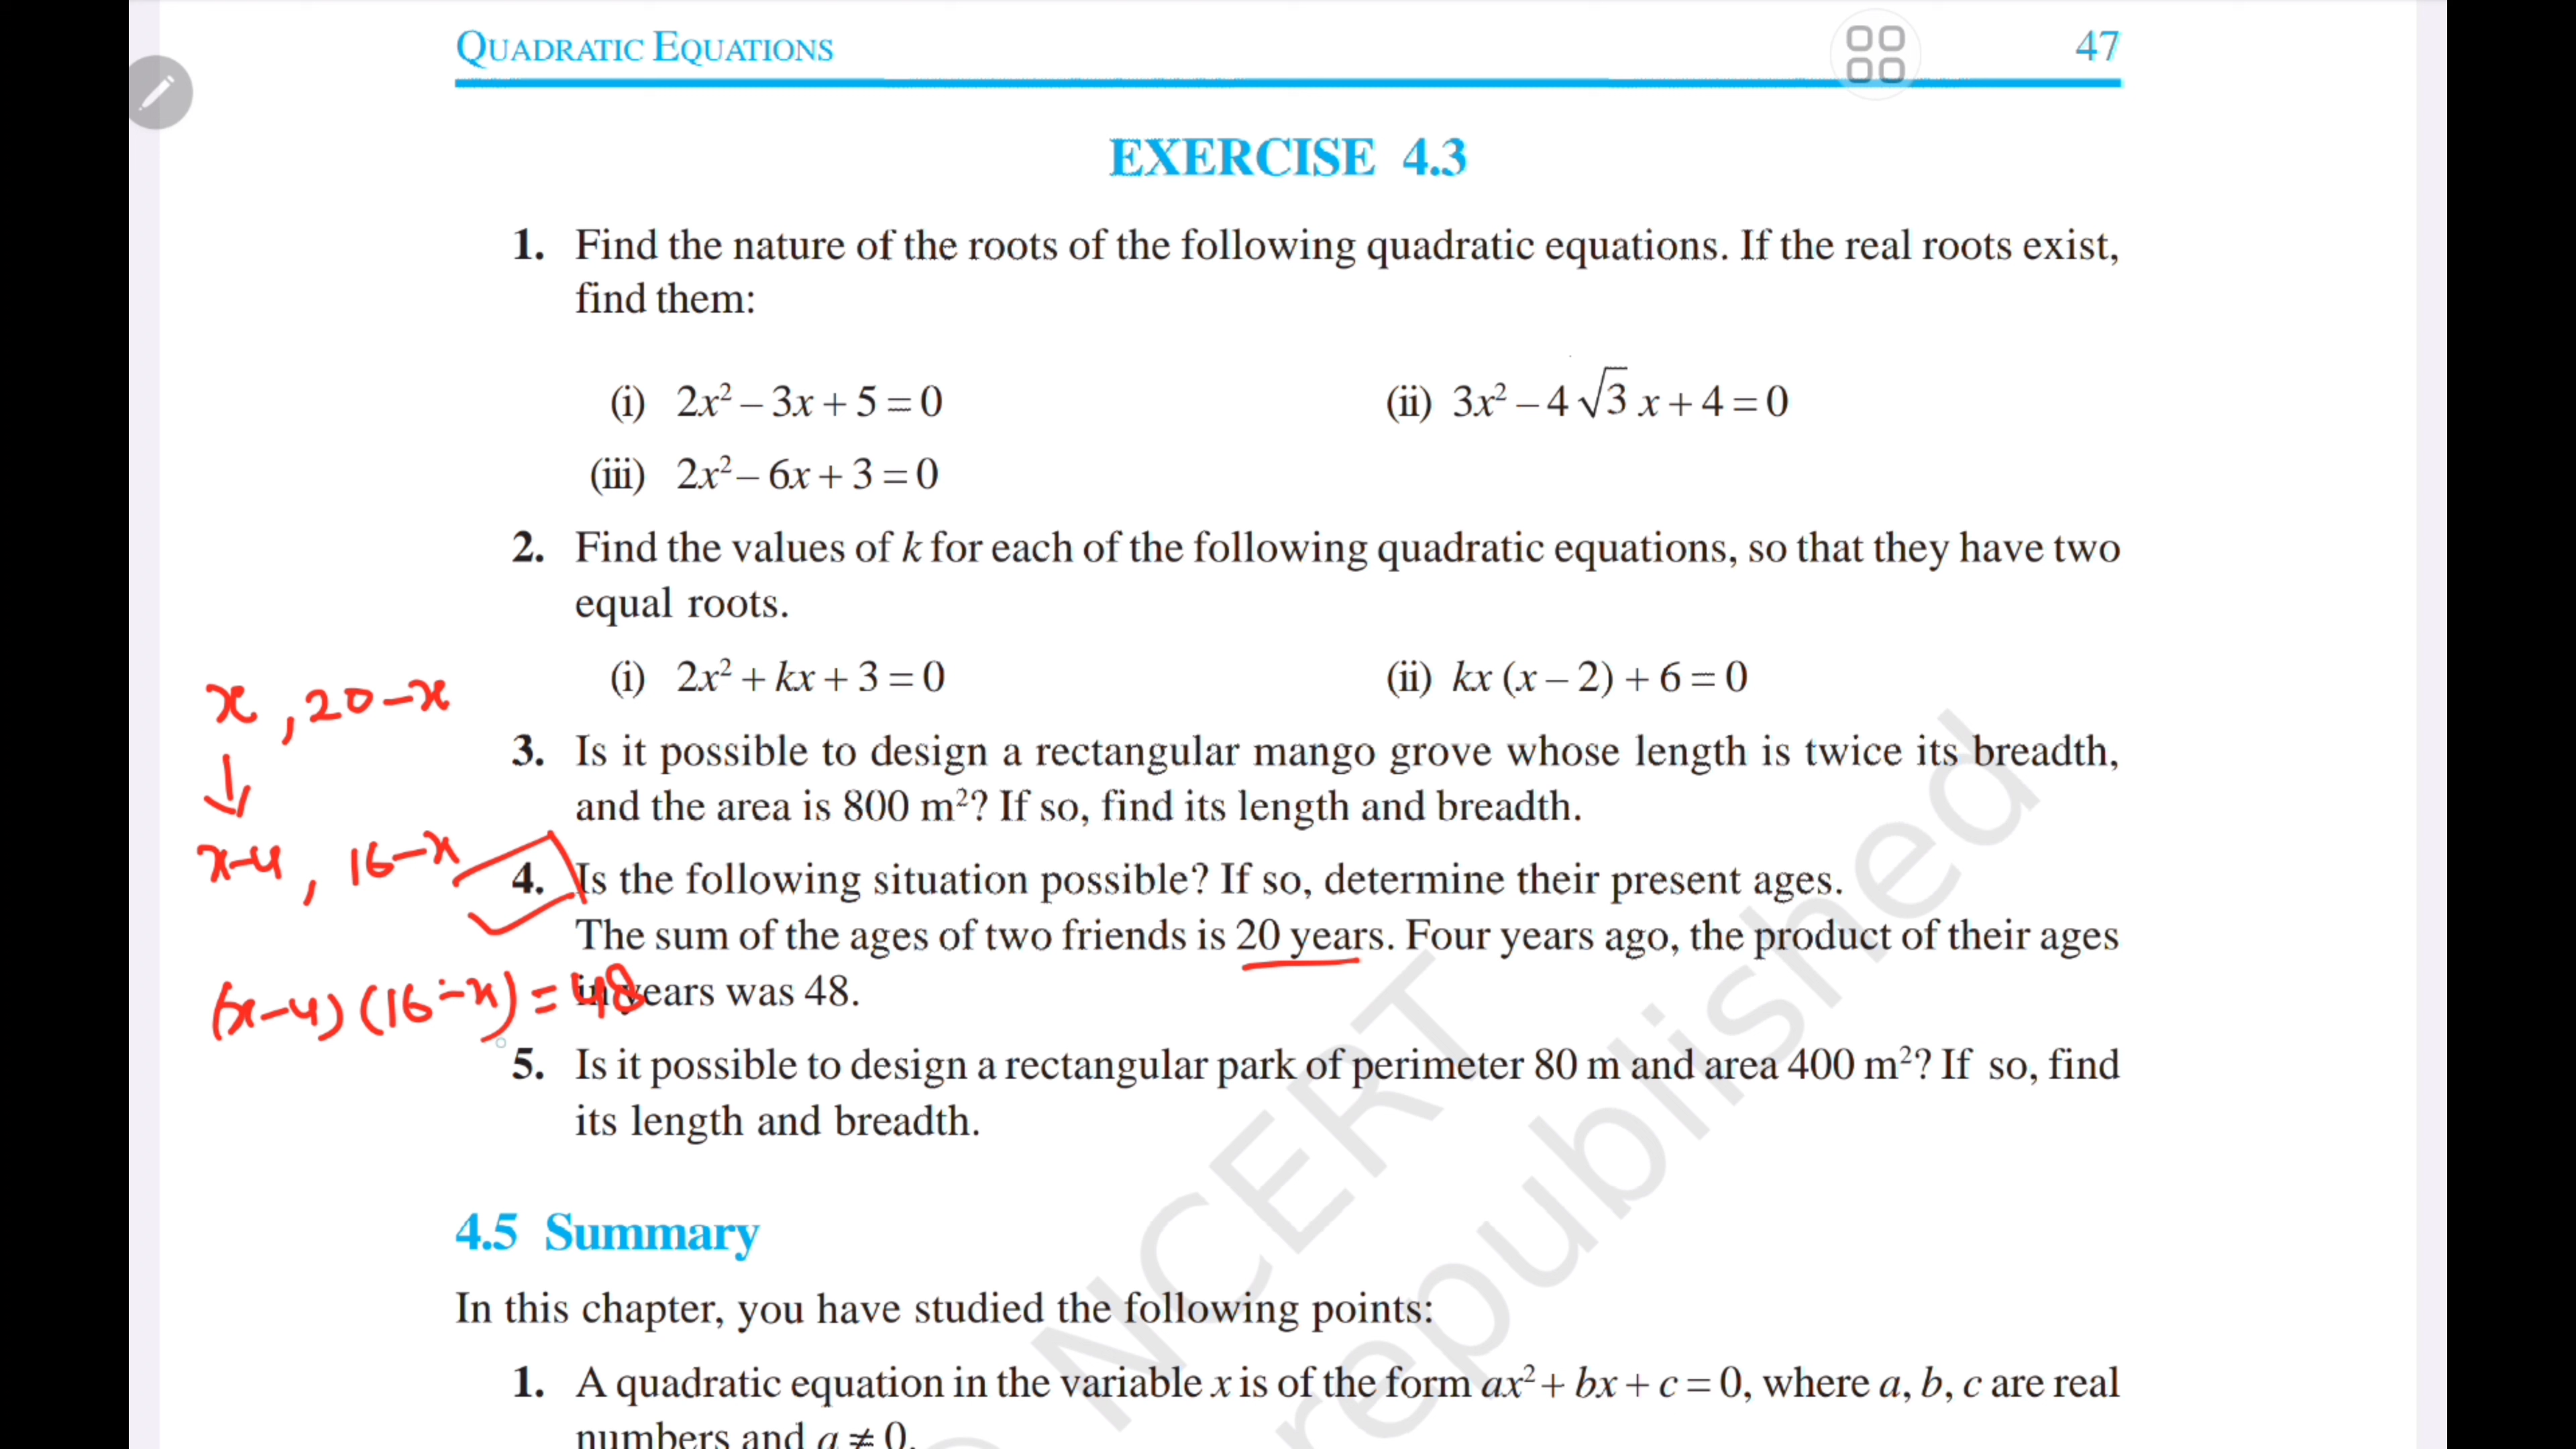 QUADRATIC EQUATIONS 47
EXERCISE 4.3
1. Find the nature of the roots of the following quadratic equations. If the real roots exist,
find them:
(i) 2x² – 3x + 5 = 0 (ii) 3x² – 4√3 x + 4 = 0
(iii) 2x² – 6x + 3 = 0
2. Find the values of k for each of the following quadratic equations, so that they have two
equal roots.
(i) 2x² + kx + 3 = 0 (ii) kx (x – 2) + 6 = 0
x, 20-x
3. Is it possible to design a rectangular mango grove whose length is twice its breadth,
and the area is 800 m²? If so, find its length and breadth.
x-4, 16-x
4. Is the following situation possible? If so, determine their present ages.
The sum of the ages of two friends is 20 years. Four years ago, the product of their ages
in years was 48.
(x-4)(16-x) = 48
5. Is it possible to design a rectangular park of perimeter 80 m and area 400 m²? If so, find
its length and breadth.
4.5 Summary
In this chapter, you have studied the following points:
1. A quadratic equation in the variable x is of the form ax² + bx + c = 0, where a, b, c are real
numbers and a ≠ 0.
NCERT
republished